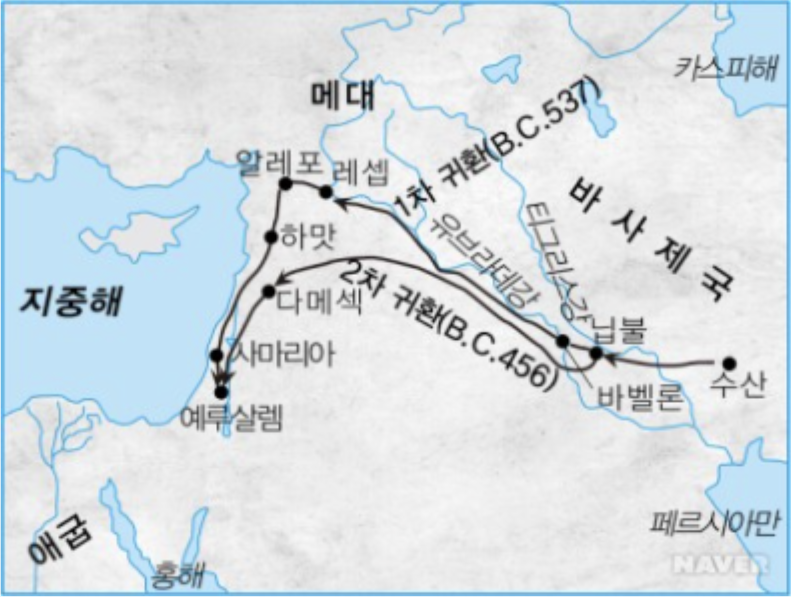 카스피해
메대
1차 귀환(B.C.537)
알레포
레셉
바사제국
하맛
유브라데강
티그리스강
지중해
2차 귀환(B.C.456)
다메섹
닙불
사마리아
수산
바벨론
예루살렘
페르시아만
애굽
홍해
NAVER